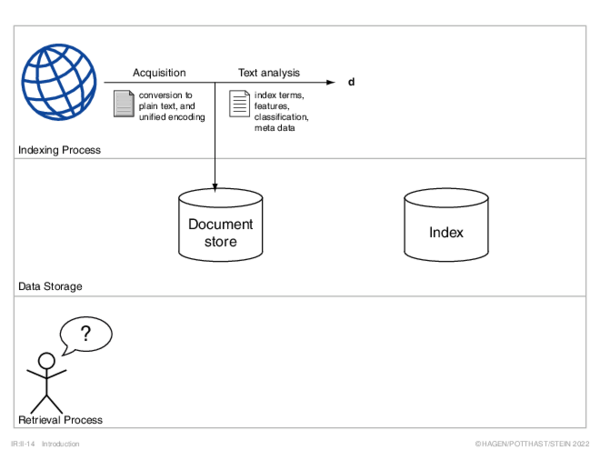 Acquisition
Text analysis
d
conversion to
plain text, and
unified encoding
index terms,
features,
classification,
meta data
Indexing Process
Document
store
Index
Data Storage
?
Retrieval Process
IR:II-14 Introduction
©HAGEN/POTTHAST/STEIN 2022